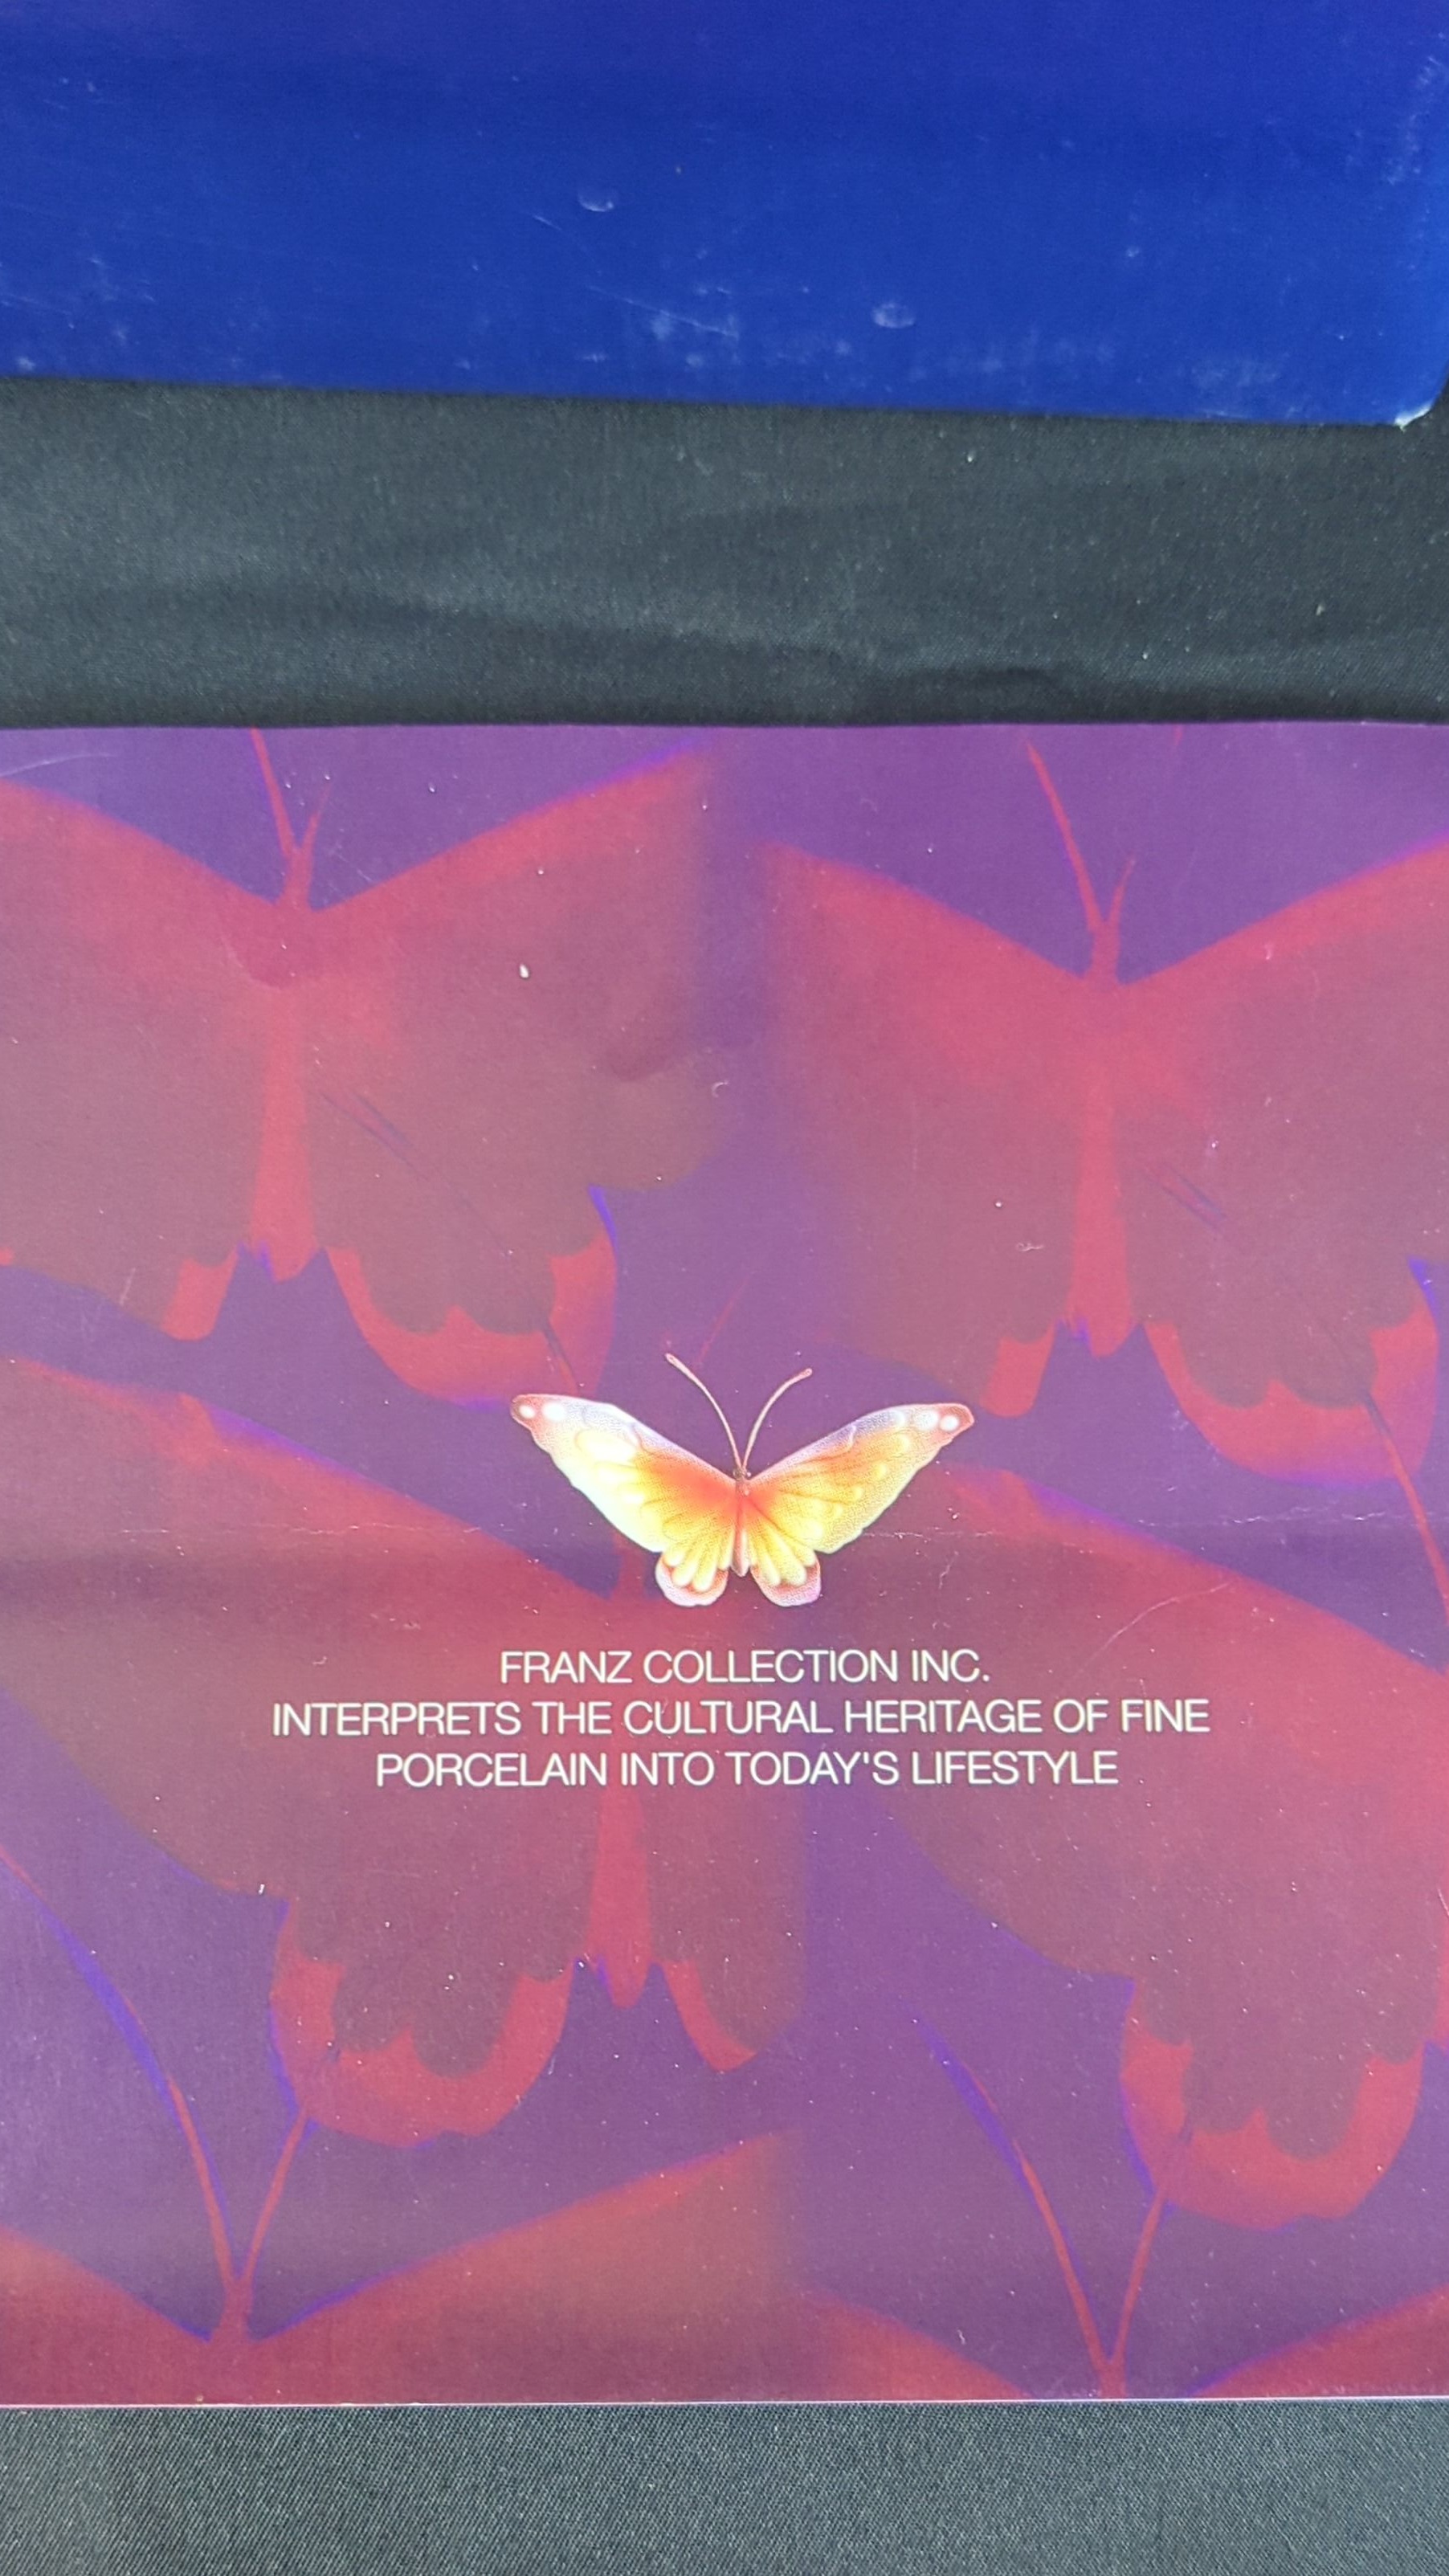 FRANZ COLLECTION INC.
INTERPRETS THE CULTURAL HERITAGE OF FINE
PORCELAIN INTO TODAY'S LIFESTYLE